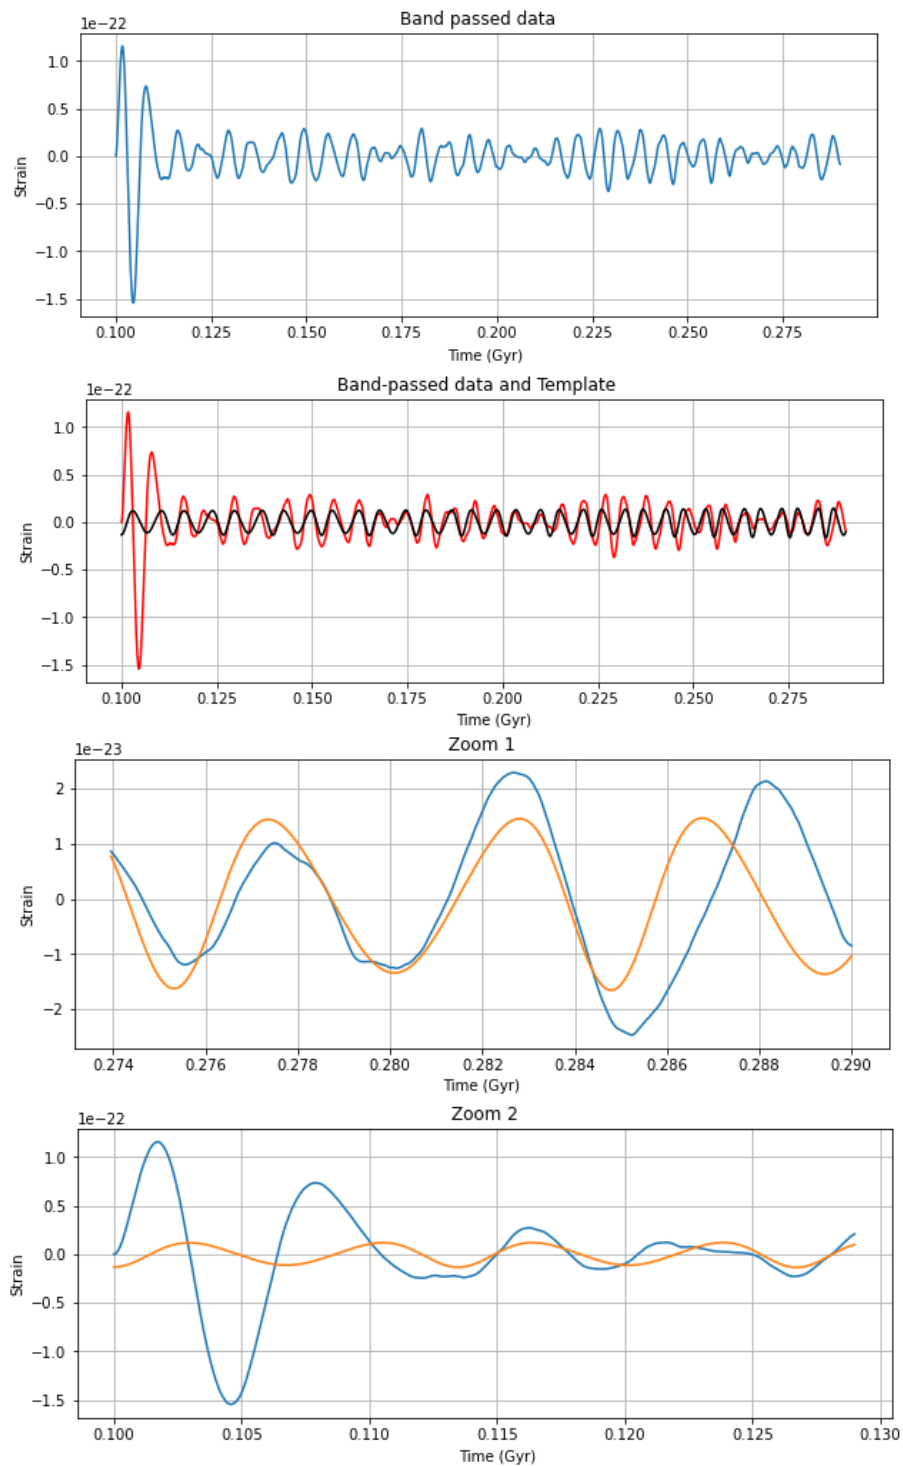 Band passed data
1e−22
1.0
0.5
0.0
−0.5
−1.0
−1.5
Strain
0.100 0.125 0.150 0.175 0.200 0.225 0.250 0.275
Time (Gyr)
Band-passed data and Template
1e−22
1.0
0.5
0.0
−0.5
−1.0
−1.5
Strain
0.100 0.125 0.150 0.175 0.200 0.225 0.250 0.275
Time (Gyr)
Zoom 1
1e−23
2
1
0
−1
−2
Strain
0.274 0.276 0.278 0.280 0.282 0.284 0.286 0.288 0.290
Time (Gyr)
Zoom 2
1e−22
1.0
0.5
0.0
−0.5
−1.0
−1.5
Strain
0.100 0.105 0.110 0.115 0.120 0.125 0.130
Time (Gyr)